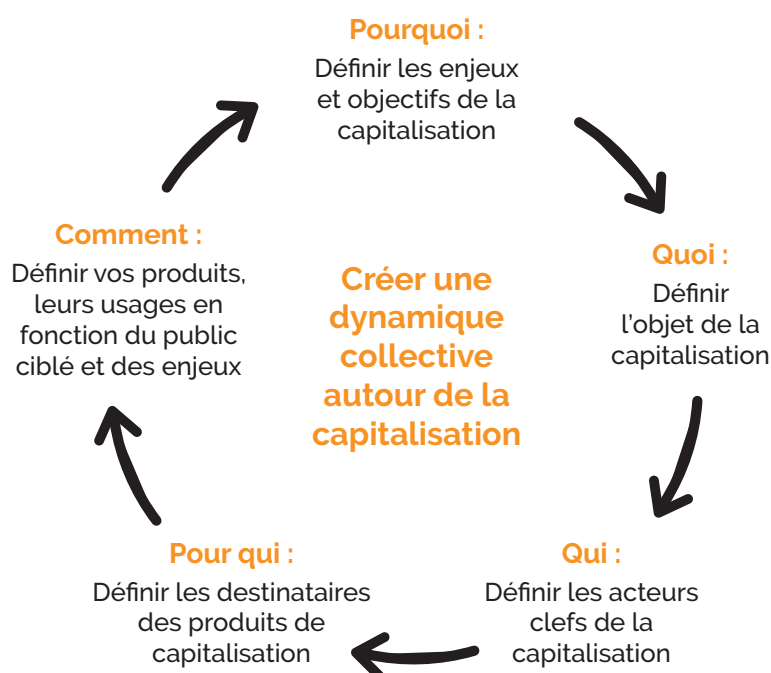 Pourquoi :
Définir les enjeux
et objectifs de la
capitalisation
Quoi :
Définir
l'objet de la
capitalisation
Qui :
Définir les acteurs
clefs de la
capitalisation
Pour qui :
Définir les destinataires
des produits de
capitalisation
Comment :
Définir vos produits,
leurs usages en
fonction du public
ciblé et des enjeux
Créer une
dynamique
collective
autour de la
capitalisation